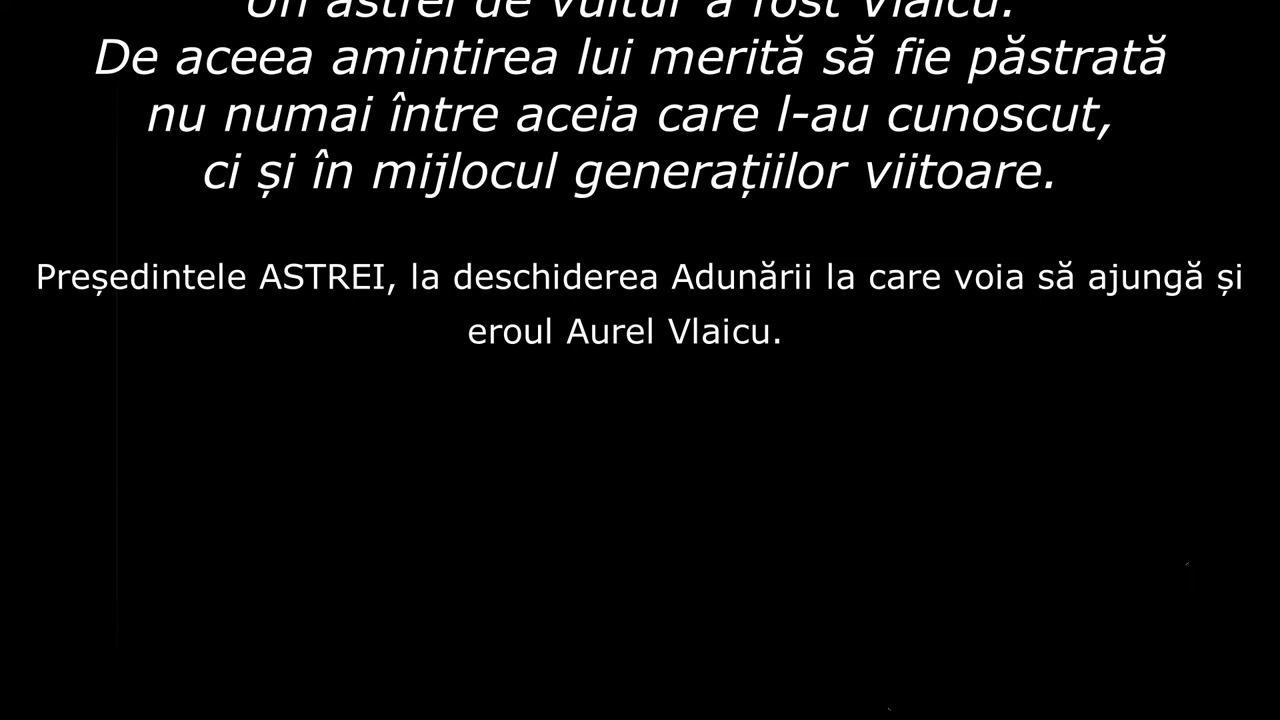 Un astfel de vultur a fost Vlaicu.
De aceea amintirea lui merită să fie păstrată
nu numai între aceia care l-au cunoscut,
ci și în mijlocul generațiilor viitoare.
Președintele ASTREI, la deschiderea Adunării la care voia să ajungă și
eroul Aurel Vlaicu.